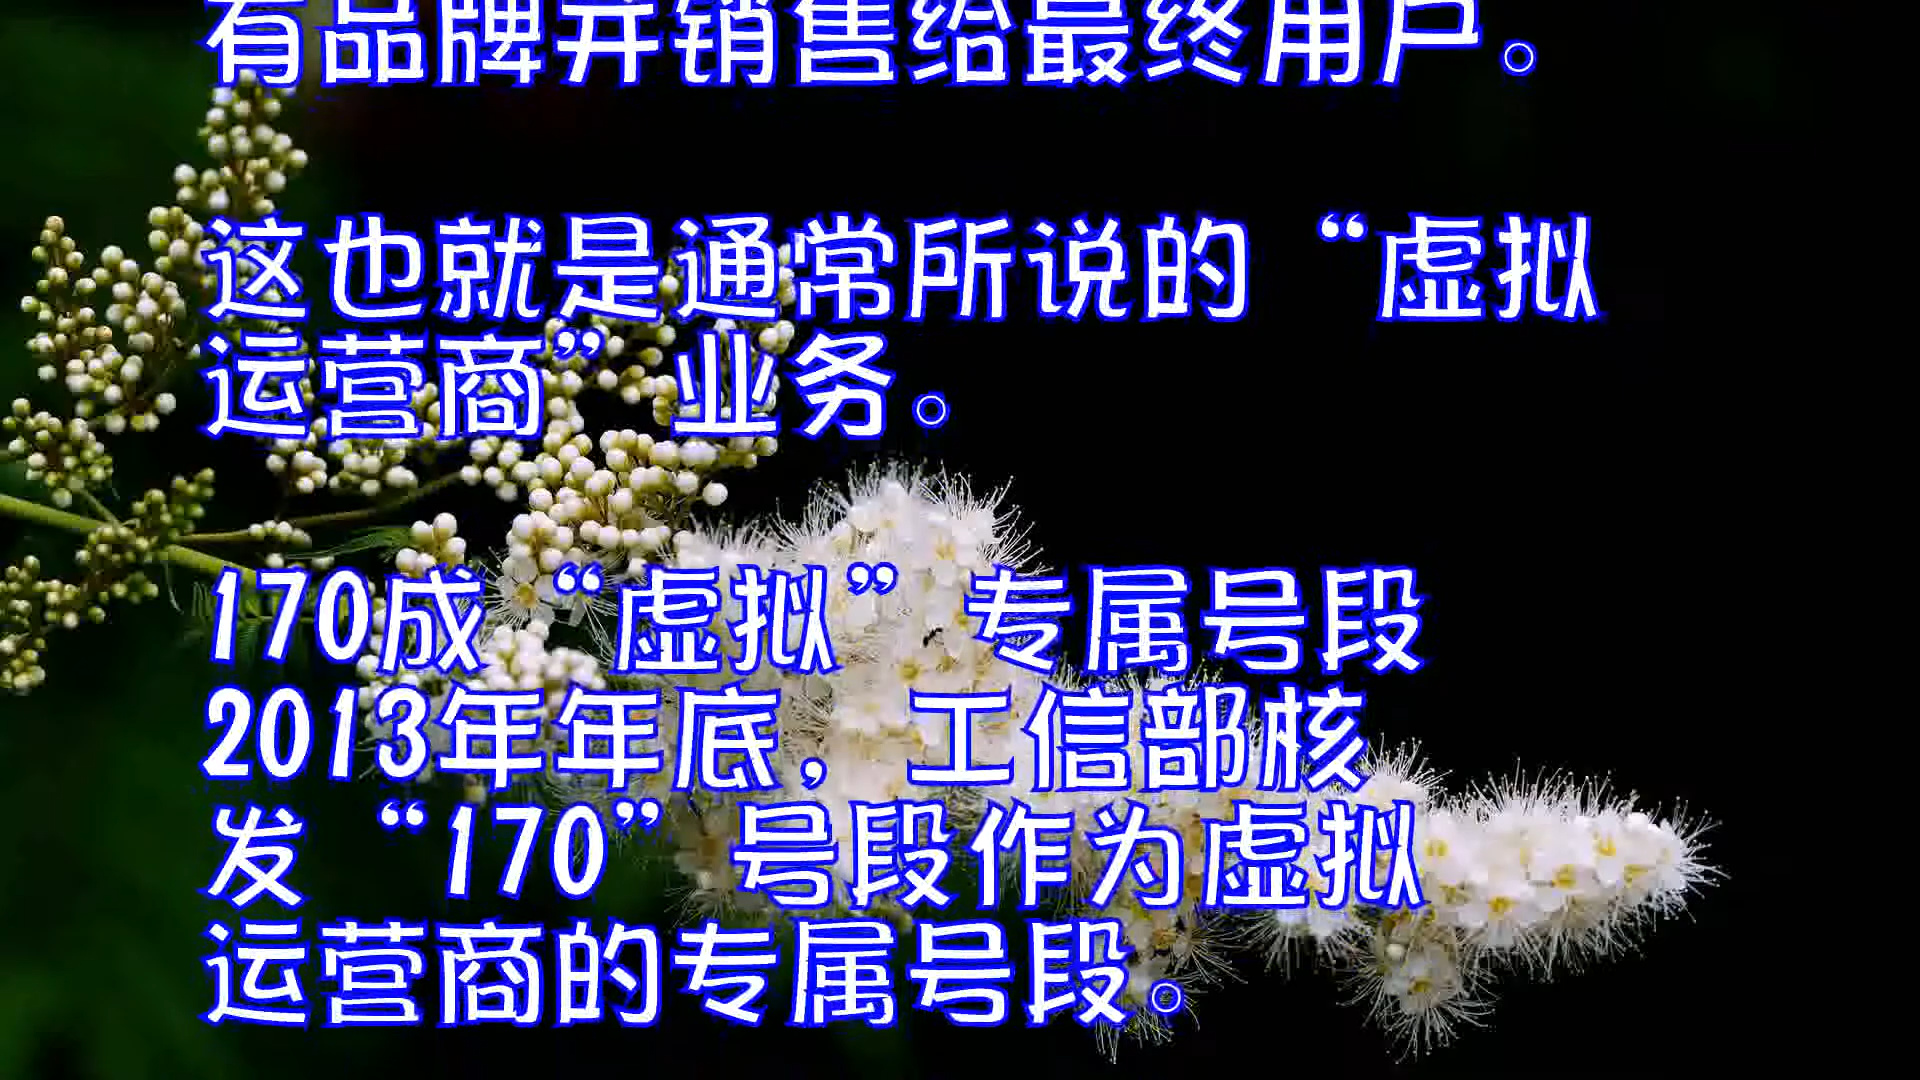 有品牌并销售给最终用户。
这也就是通常所说的“虚拟
运营商”业务。
170成“虚拟”专属号段
2013年年底，工信部核
发“170”号段作为虚拟
运营商的专属号段。